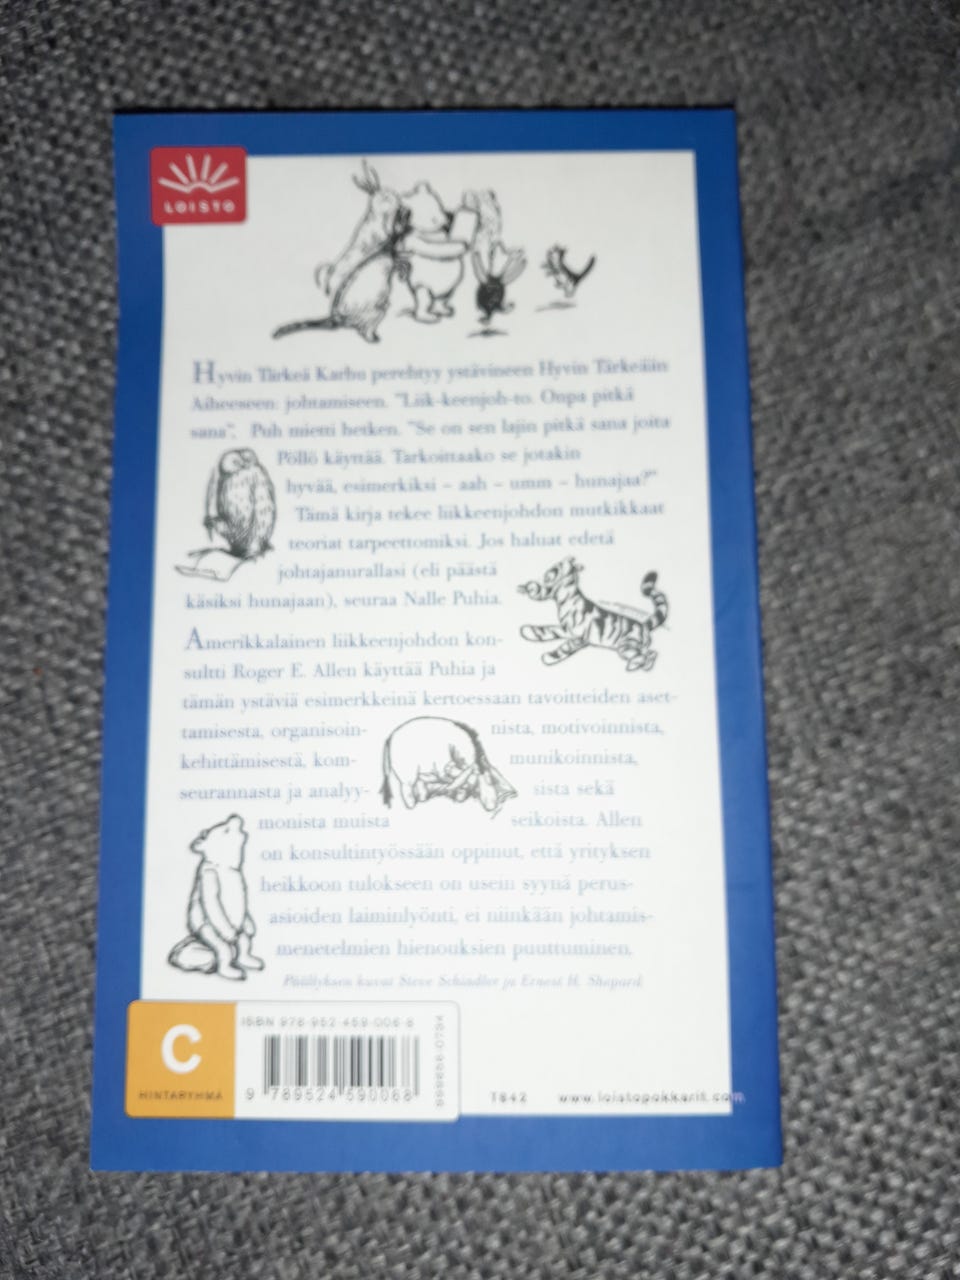 LOISTO
Hyvin Tärkeä Karhu perehtyy ystävineen Hyvin Tärkeään
Aiheeseen: johtamiseen. "Liik-keenjoh-to. Onpa pitkä
sana". Puh mietti hetken. "Se on sen lajin pitkä sana joita
Pöllö käyttää. Tarkoittaako se jotakin
hyvää, esimerkiksi – aah – umm – hunajaa?"
Tämä kirja tekee liikkeenjohdon mutkikkaat
teoriat tarpeettomiksi. Jos haluat edetä
johtajanurallasi (eli päästä
käsiksi hunajaan), seuraa Nalle Puhia.
Amerikkalainen liikkeenjohdon kon-
sultti Roger E. Allen käyttää Puhia ja
tämän ystäviä esimerkkeinä kertoessaan tavoitteiden aset-
tamisesta, organisoin- nista, motivoinnista,
kehittämisestä, kom- munikoinnista,
seurannasta ja analyy- sista sekä
monista muista seikoista. Allen
on konsultintyössään oppinut, että yrityksen
heikkoon tulokseen on usein syynä perus-
asioiden laiminlyönti, ei niinkään johtamis-
menetelmien hienouksien puuttuminen.
Päällyksen kuvat Steve Schindler ja Ernest H. Shepard
C
HINTARYHMÄ
ISBN 978-952-459-006-8
9 789524 590068
T842 www.loistopokkarit.com